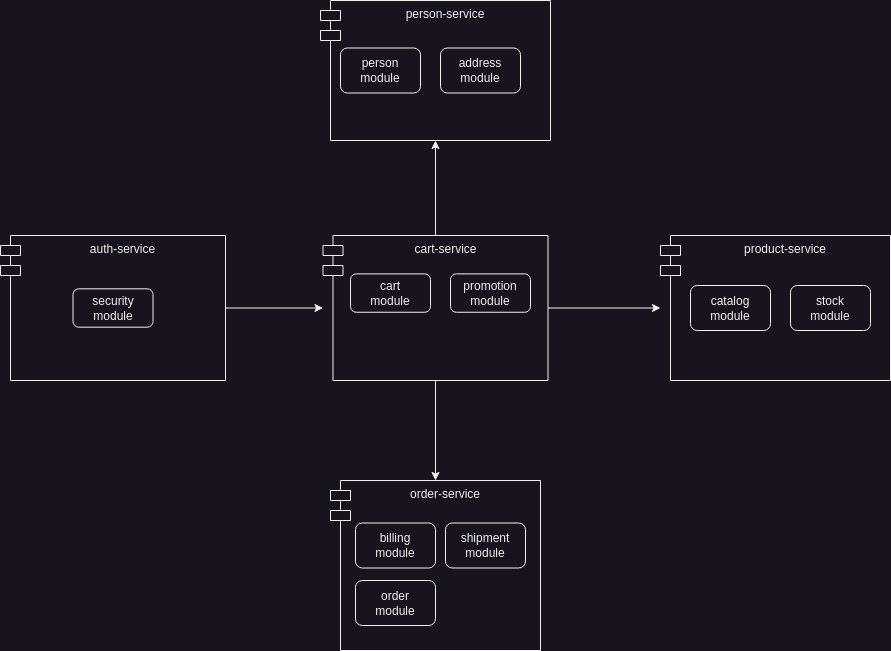 person-service
person
module
address
module
auth-service
security
module
cart-service
cart
module
promotion
module
product-service
catalog
module
stock
module
order-service
billing
module
shipment
module
order
module